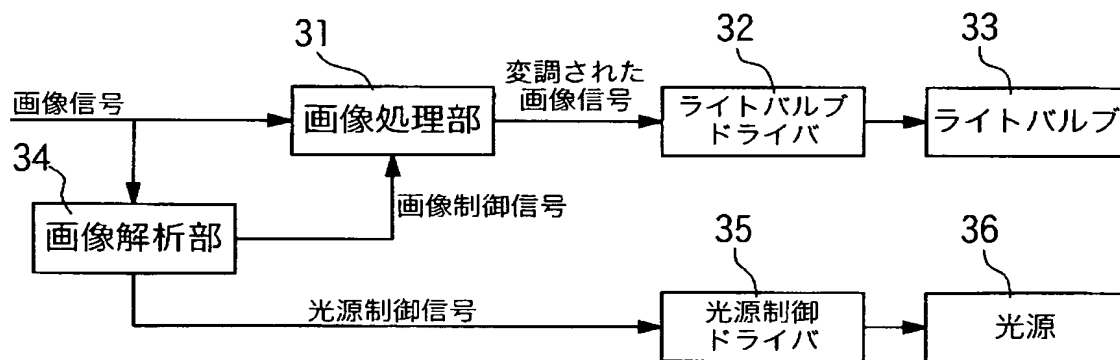 31
32
33
画像信号
画像処理部
変調された
画像信号
ライトバルブ
ドライバ
ライトバルブ
34
画像解析部
画像制御信号
35
36
光源制御信号
光源制御
ドライバ
光源